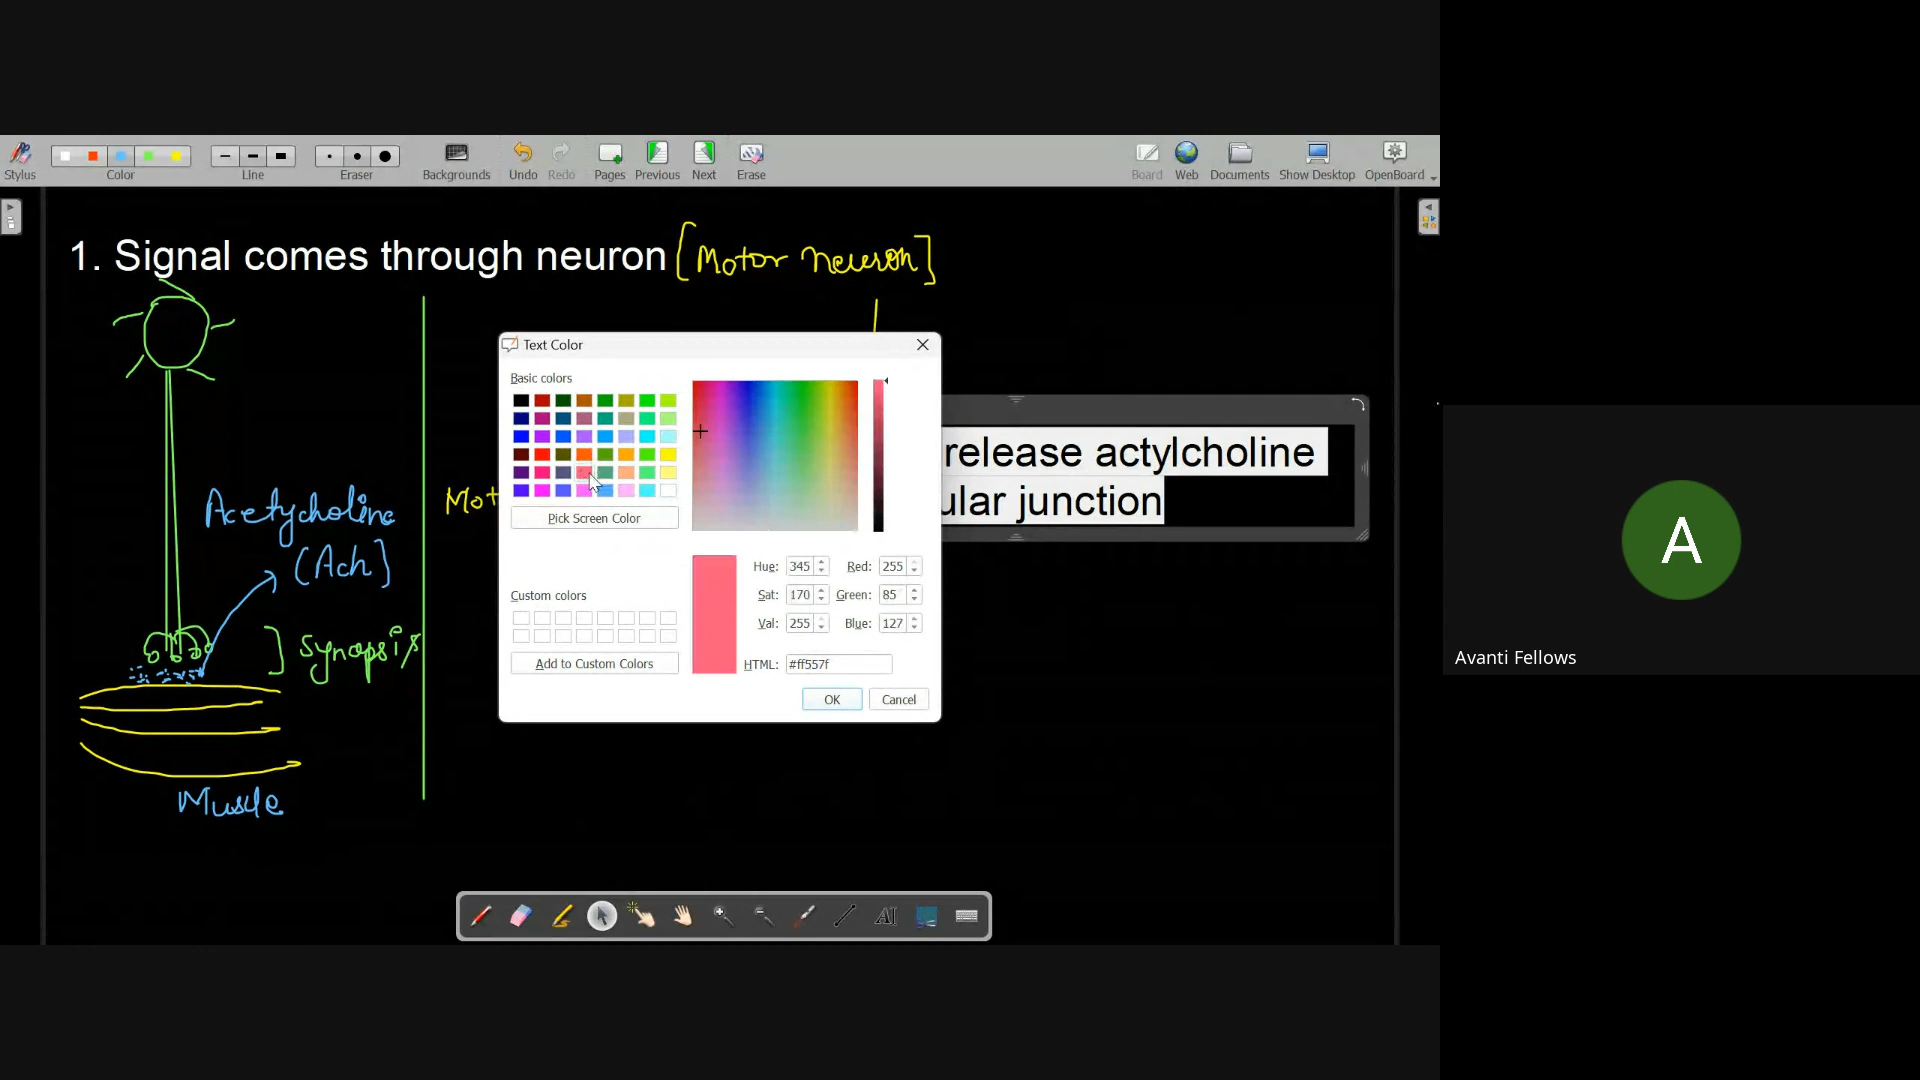 Stylus
Color
Line
Eraser
Backgrounds
Undo
Redo
Pages
Previous
Next
Erase
Board
Web
Documents
Show Desktop
OpenBoard
1. Signal comes through neuron [Motor neuron]
Text Color
Basic colors
Pick Screen Color
Custom colors
Add to Custom Colors
Hue: 345 Red: 255
Sat: 170 Green: 85
Val: 255 Blue: 127
HTML: #ff557f
OK Cancel
release actylcholine
ular junction
Mot
Acetycholine
(Ach)
Synapsis
Muscle
A
Avanti Fellows